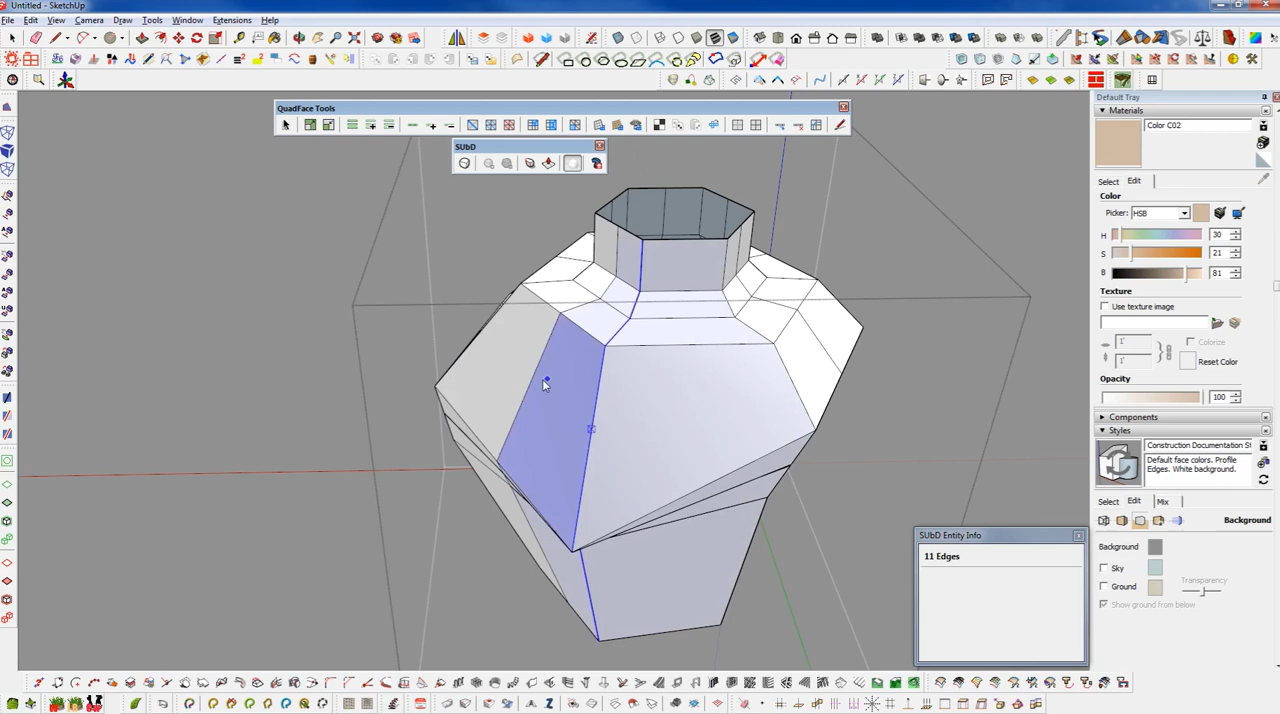 Untitled - SketchUp
File Edit View Camera Draw Tools Window Extensions Help
QuadFace Tools
SUbD
Default Tray
Materials
Color C02
Select Edit
Color
Picker: HSB
H 30
S 21
B 81
Texture
Use texture image
1'
1'
Colorize
Reset Color
Opacity
100
Components
Styles
Construction Documentation St
Default face colors. Profile
Edges. White background.
Select Edit Mix
Background
Background
Sky
Ground
Transparency
Show ground from below
SUbD Entity Info
11 Edges